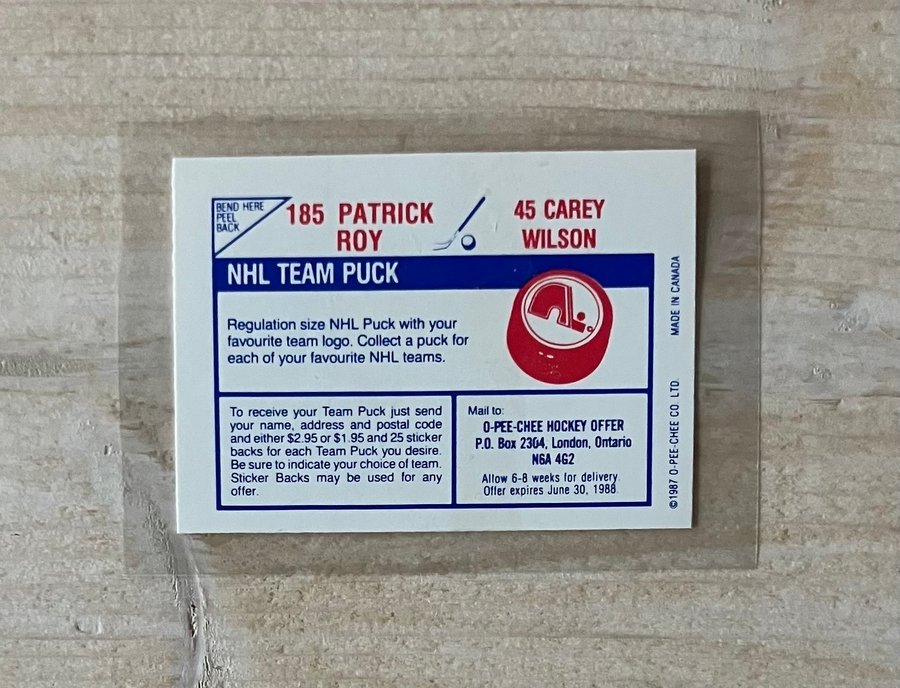 BEND HERE
PEEL
BACK
185 PATRICK
ROY
45 CAREY
WILSON
NHL TEAM PUCK
Regulation size NHL Puck with your
favourite team logo. Collect a puck for
each of your favourite NHL teams.
To receive your Team Puck just send
your name, address and postal code
and either $2.95 or $1.95 and 25 sticker
backs for each Team Puck you desire.
Be sure to indicate your choice of team.
Sticker Backs may be used for any
offer.
Mail to:
O-PEE-CHEE HOCKEY OFFER
P.O. Box 2304, London, Ontario
N6A 4G2
Allow 6-8 weeks for delivery.
Offer expires June 30, 1988.
©1987 O-PEE-CHEE CO. LTD. MADE IN CANADA